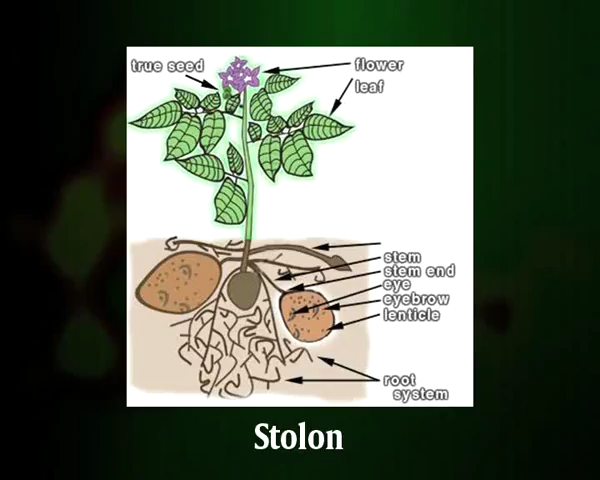 true seed
flower
leaf
stem
stem end
eye
eyebrow
lenticle
root
system
Stolon